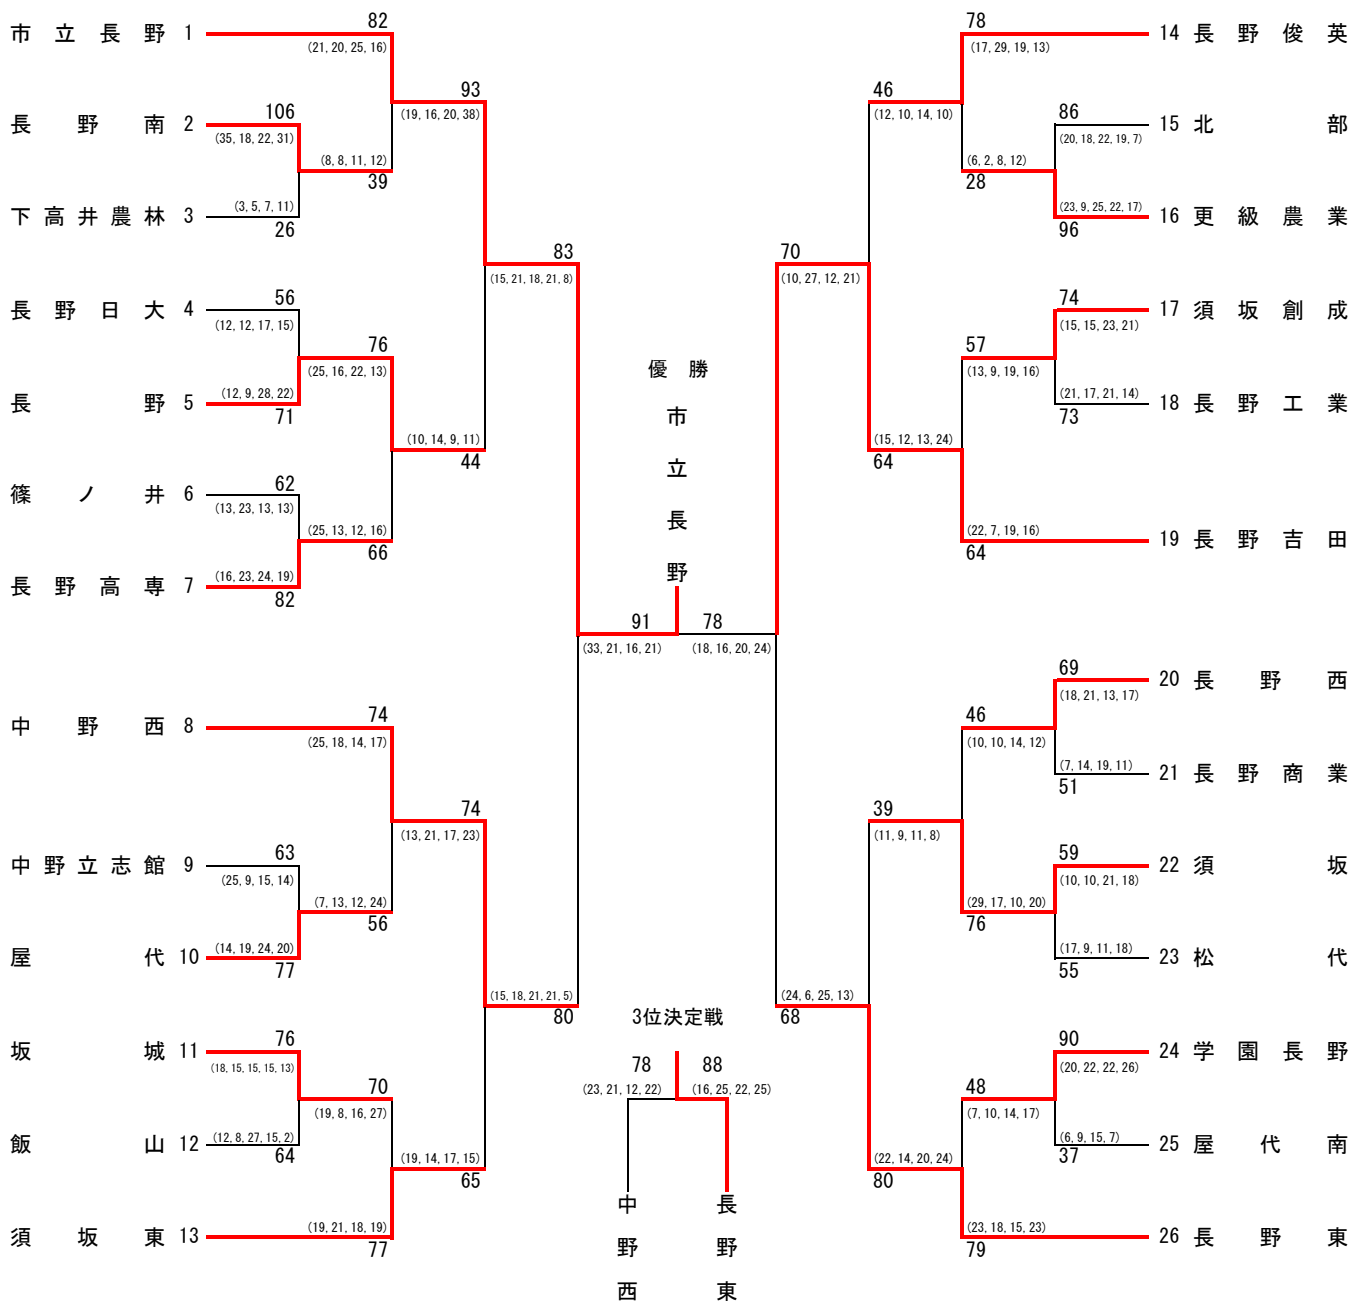 市立長野 1
82
(21, 20, 25, 16)
長野南 2
106
(35, 18, 22, 31)
(8, 8, 11, 12)
39
下高井農林 3
(3, 5, 7, 11)
26
93
(19, 16, 20, 38)
長野日大 4
56
(12, 12, 17, 15)
長野 5
(12, 9, 28, 22)
71
76
(25, 16, 22, 13)
(10, 14, 9, 11)
44
篠ノ井 6
62
(13, 23, 13, 13)
長野高専 7
(16, 23, 24, 19)
82
(25, 13, 12, 16)
66
83
(15, 21, 18, 21, 8)
中野西 8
74
(25, 18, 14, 17)
中野立志館 9
63
(25, 9, 15, 14)
屋代 10
(14, 19, 24, 20)
77
(7, 13, 12, 24)
56
74
(13, 21, 17, 23)
坂城 11
76
(18, 15, 15, 15, 13)
飯山 12
(12, 8, 27, 15, 2)
64
70
(19, 8, 16, 27)
須坂東 13
(19, 21, 18, 19)
77
(19, 14, 17, 15)
65
(15, 18, 21, 21, 5)
80
優勝
市立長野
91
(33, 21, 16, 21)
78
(18, 16, 20, 24)
3位決定戦
78
(23, 21, 12, 22)
88
(16, 25, 22, 25)
中野西
長野東
78
(17, 29, 19, 13)
14 長野俊英
46
(12, 10, 14, 10)
86
(20, 18, 22, 19, 7)
15 北部
(6, 2, 8, 12)
28
(23, 9, 25, 22, 17)
96
16 更級農業
70
(10, 27, 12, 21)
74
(15, 15, 23, 21)
17 須坂創成
57
(13, 9, 19, 16)
(21, 17, 21, 14)
73
18 長野工業
(15, 12, 13, 24)
64
(22, 7, 19, 16)
64
19 長野吉田
69
(18, 21, 13, 17)
20 長野西
46
(10, 10, 14, 12)
(7, 14, 19, 11)
51
21 長野商業
39
(11, 9, 11, 8)
59
(10, 10, 21, 18)
22 須坂
(29, 17, 10, 20)
76
(17, 9, 11, 18)
55
23 松代
(24, 6, 25, 13)
68
90
(20, 22, 22, 26)
24 学園長野
48
(7, 10, 14, 17)
(6, 9, 15, 7)
37
25 屋代南
(22, 14, 20, 24)
80
(23, 18, 15, 23)
79
26 長野東